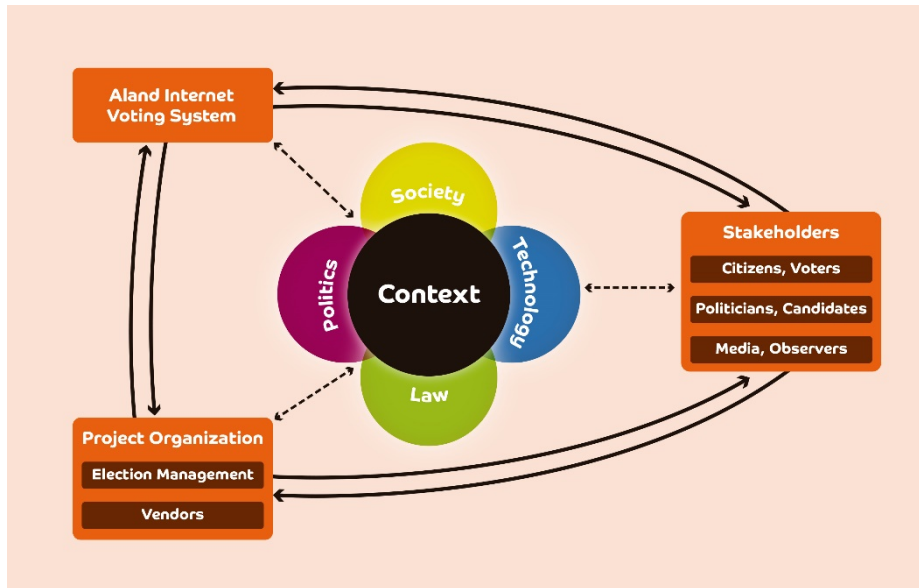 Aland Internet
Voting System
Society
Politics
Context
Technology
Law
Stakeholders
Citizens, Voters
Politicians, Candidates
Media, Observers
Project Organization
Election Management
Vendors